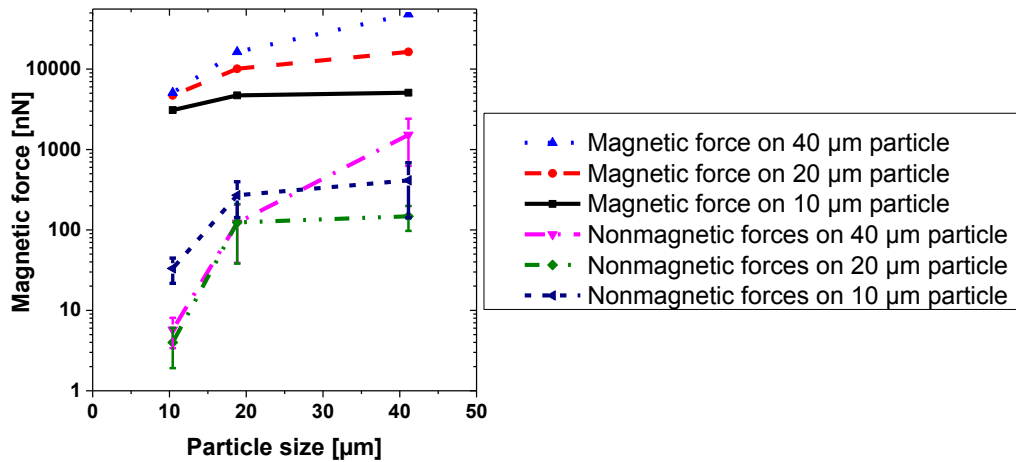 Magnetic force [nN]
10000
1000
100
10
1
0
10
20
30
40
50
Particle size [µm]
Magnetic force on 40 µm particle
Magnetic force on 20 µm particle
Magnetic force on 10 µm particle
Nonmagnetic forces on 40 µm particle
Nonmagnetic forces on 20 µm particle
Nonmagnetic forces on 10 µm particle